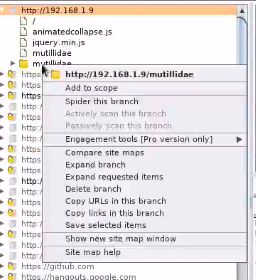 http://192.168.1.9
/
animatedcollapse.js
jquery.min.js
mutillidae
mutillidae
http://192.168.1.9/mutillidae
Add to scope
Spider this branch
Actively scan this branch
Passively scan this branch
Engagement tools [Pro version only]
Compare site maps
Expand branch
Expand requested items
Delete branch
Copy URLs in this branch
Copy links in this branch
Save selected items
Show new site map window
Site map help
https://github.com
https://hangouts.google.com